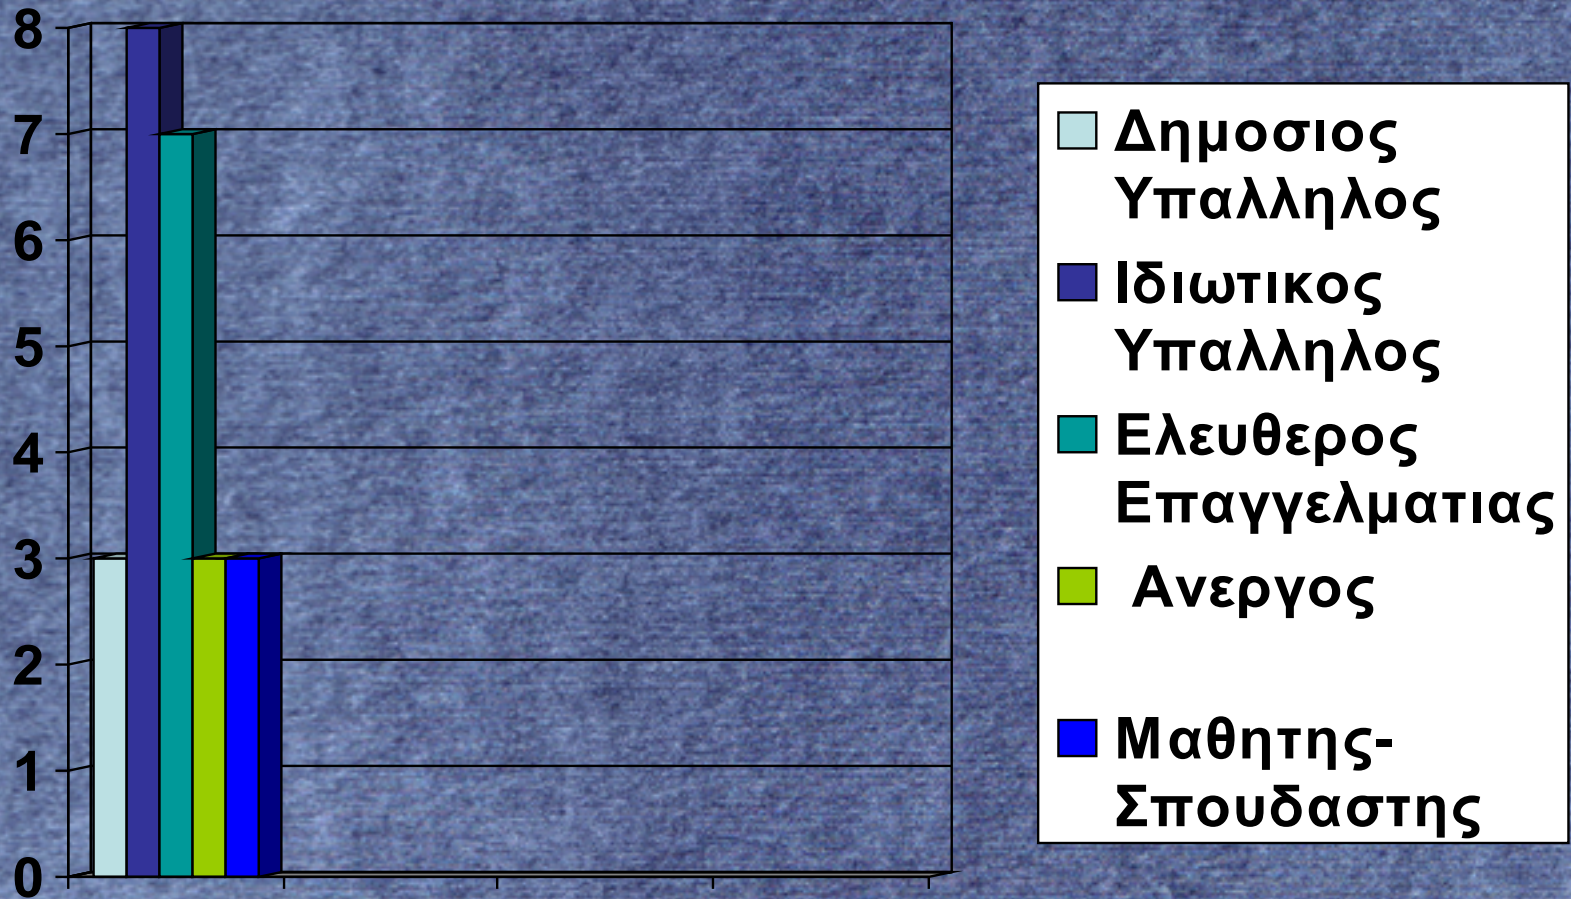 8
7
6
5
4
3
2
1
0
Δημοσιος
Υπαλληλος
Ιδιωτικος
Υπαλληλος
Ελευθερος
Επαγγελματιας
Ανεργος
Μαθητης-
Σπουδαστης